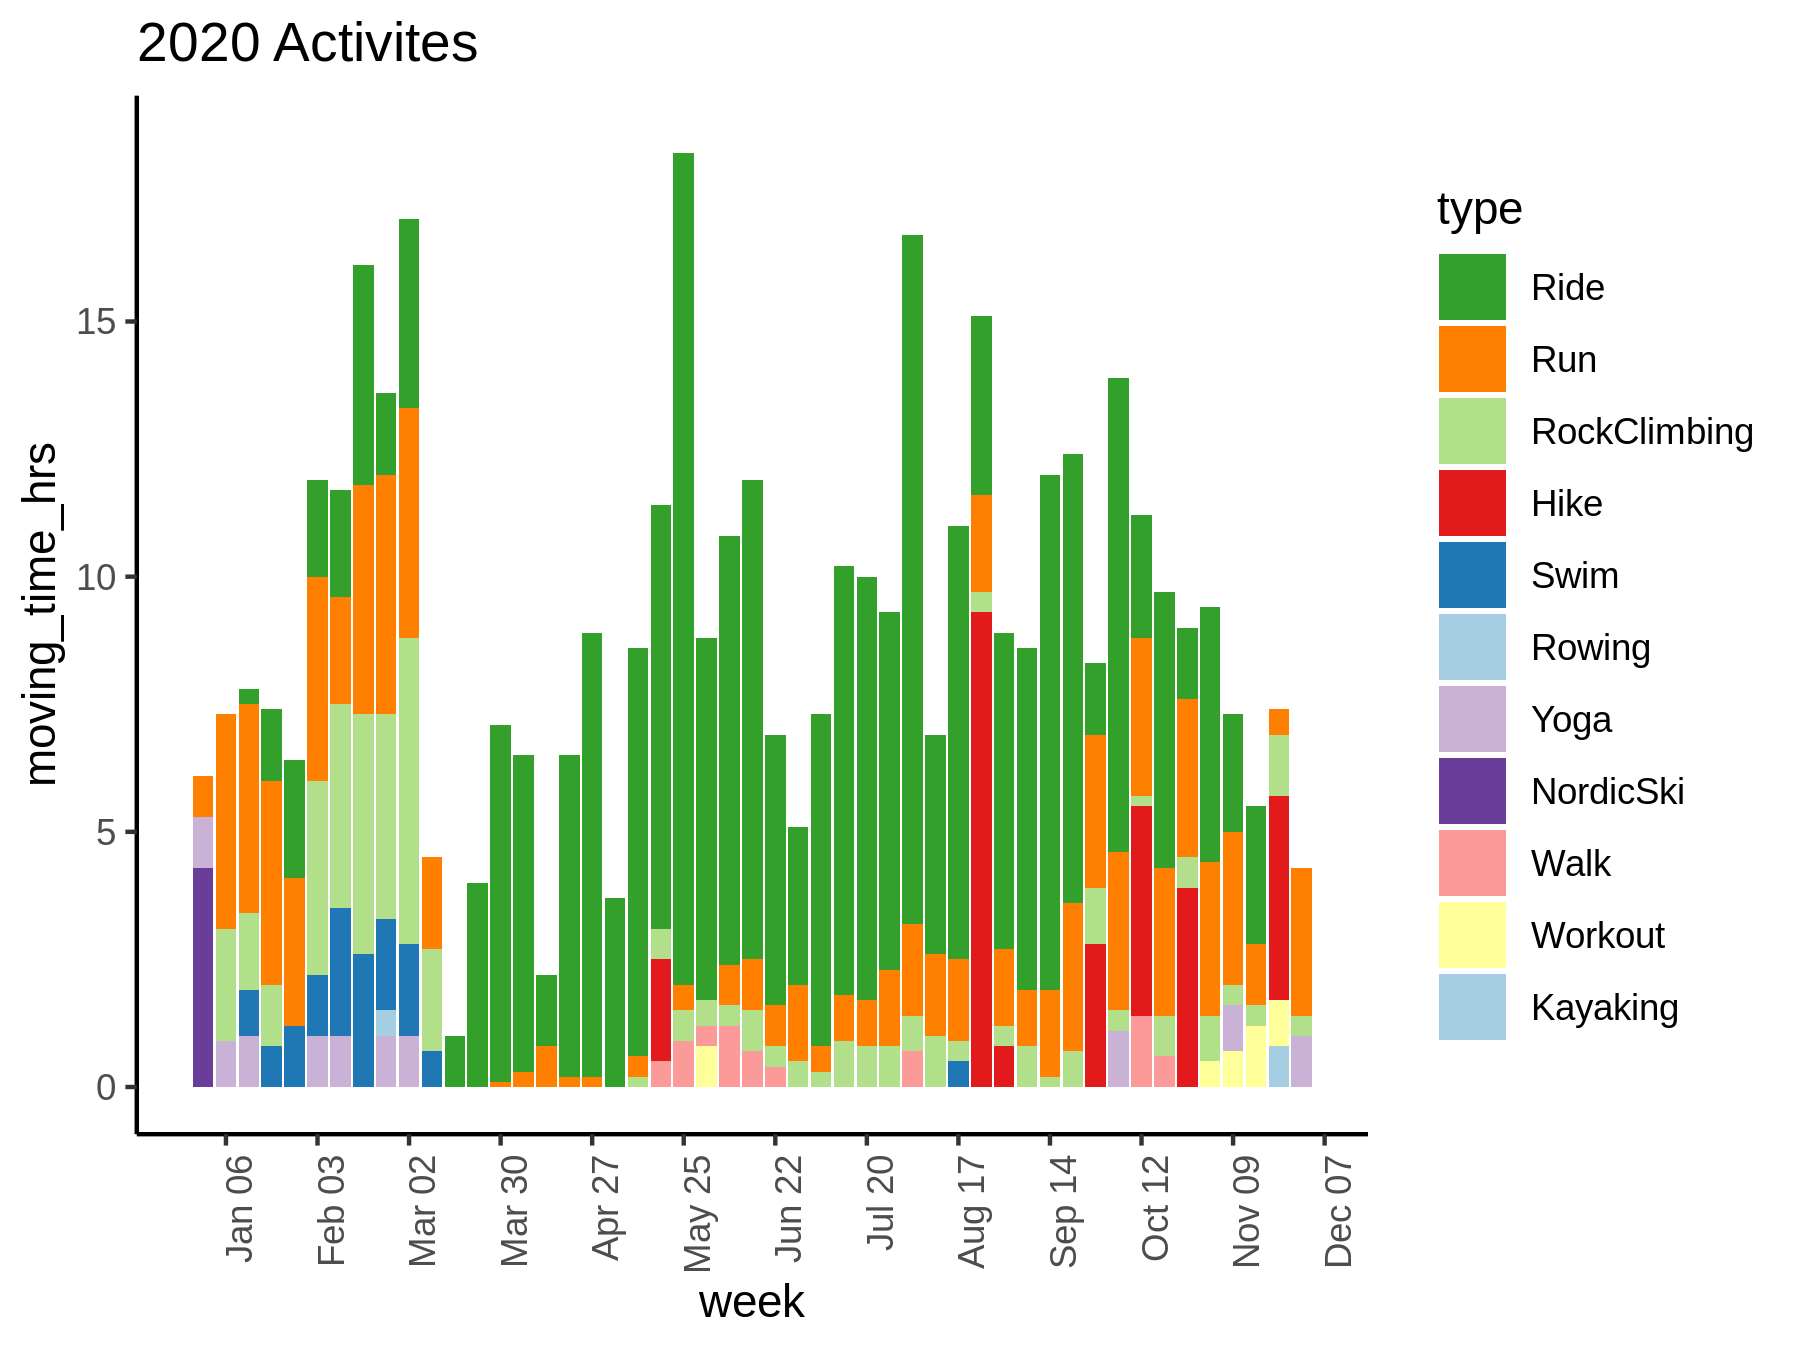 2020 Activites
moving_time_hrs
15
10
5
0
Jan 06
Feb 03
Mar 02
Mar 30
Apr 27
May 25
Jun 22
Jul 20
Aug 17
Sep 14
Oct 12
Nov 09
Dec 07
week
type
Ride
Run
RockClimbing
Hike
Swim
Rowing
Yoga
NordicSki
Walk
Workout
Kayaking